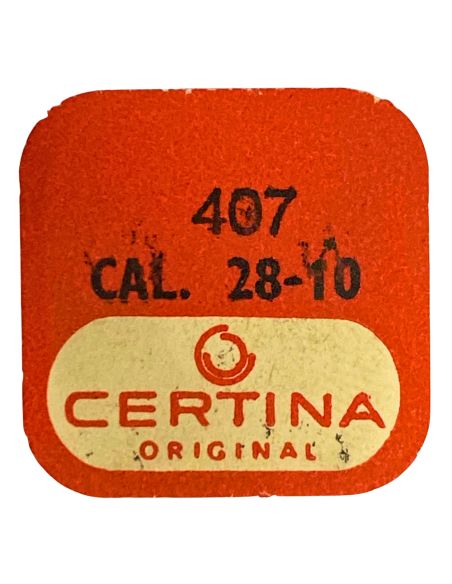 407
CAL. 28-10
CERTINA
ORIGINAL